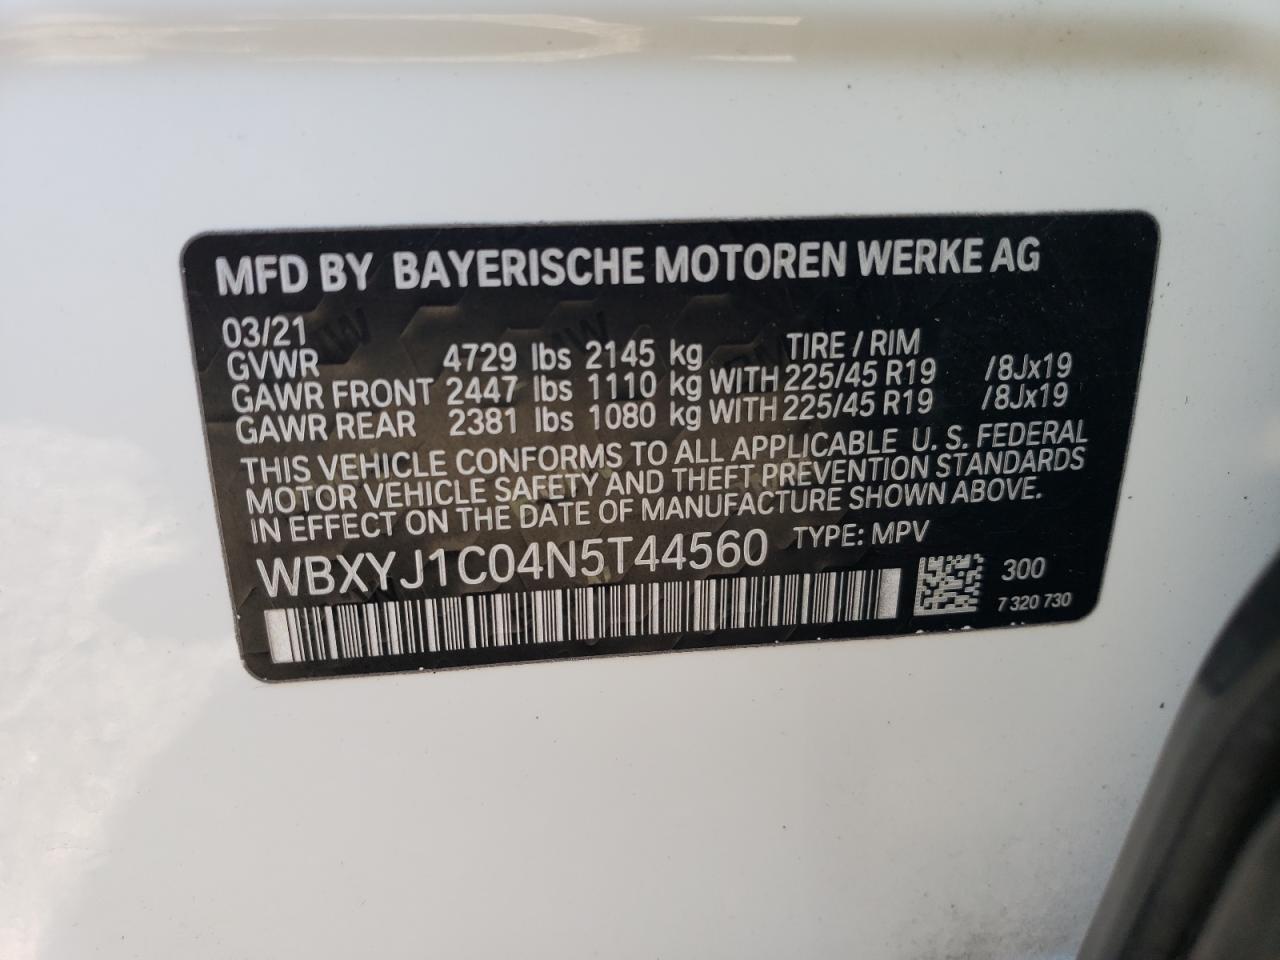 MFD BY BAYERISCHE MOTOREN WERKE AG
03/21
GVWR 4729 lbs 2145 kg TIRE / RIM
GAWR FRONT 2447 lbs 1110 kg WITH 225/45 R19 /8Jx19
GAWR REAR 2381 lbs 1080 kg WITH 225/45 R19 /8Jx19
THIS VEHICLE CONFORMS TO ALL APPLICABLE U. S. FEDERAL
MOTOR VEHICLE SAFETY AND THEFT PREVENTION STANDARDS
IN EFFECT ON THE DATE OF MANUFACTURE SHOWN ABOVE.
WBXYJ1C04N5T44560 TYPE: MPV
300
7 320 730